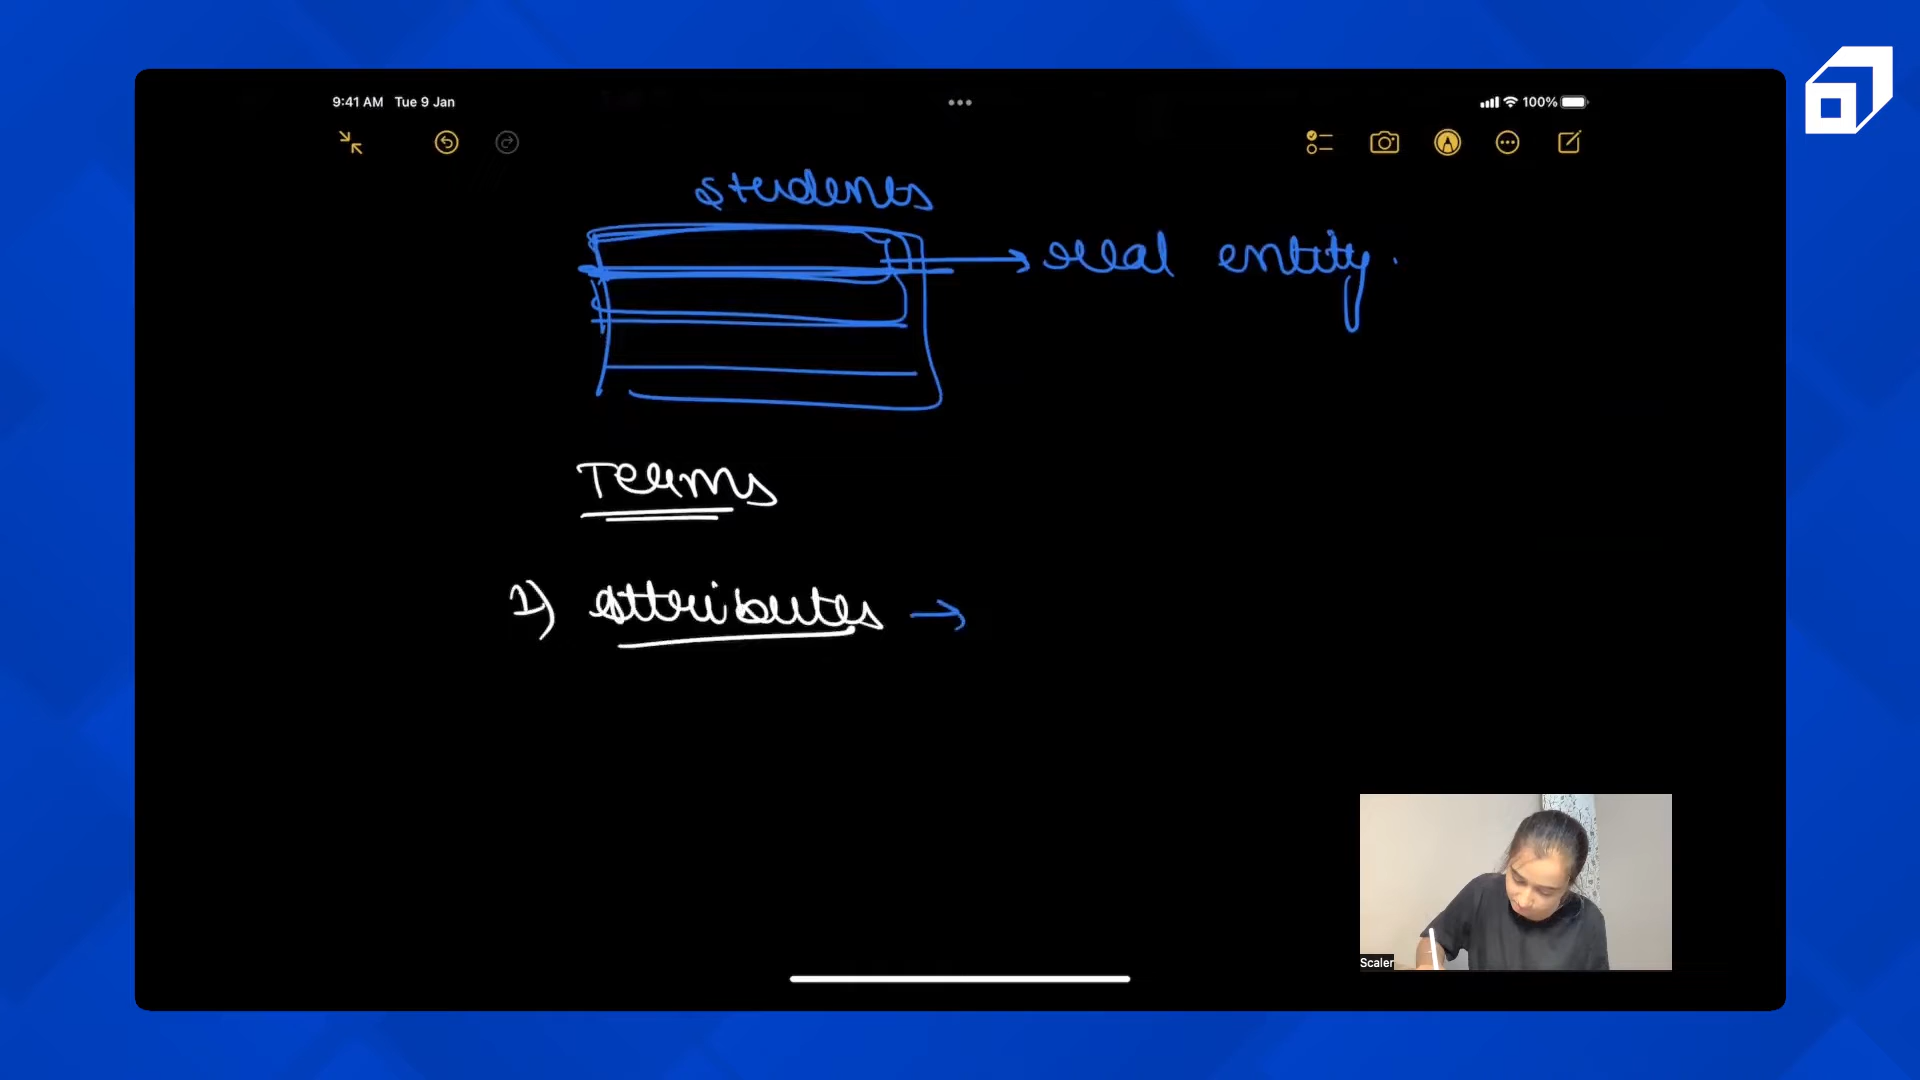 9:41 AM Tue 9 Jan
100%
students
real entity.
Terms
1) attributes →
Scaler